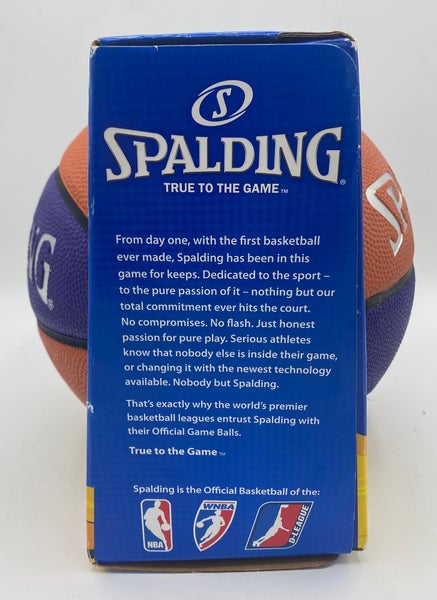 S
SPALDING®
TRUE TO THE GAME™
NG®
SP
From day one, with the first basketball
ever made, Spalding has been in this
game for keeps. Dedicated to the sport –
to the pure passion of it – nothing but our
total commitment ever hits the court.
No compromises. No flash. Just honest
passion for pure play. Serious athletes
know that nobody else is inside their game,
or changing it with the newest technology
available. Nobody but Spalding.
That's exactly why the world's premier
basketball leagues entrust Spalding with
their Official Game Balls.
True to the Game™
Spalding is the Official Basketball of the:
NBA
WNBA
D-LEAGUE